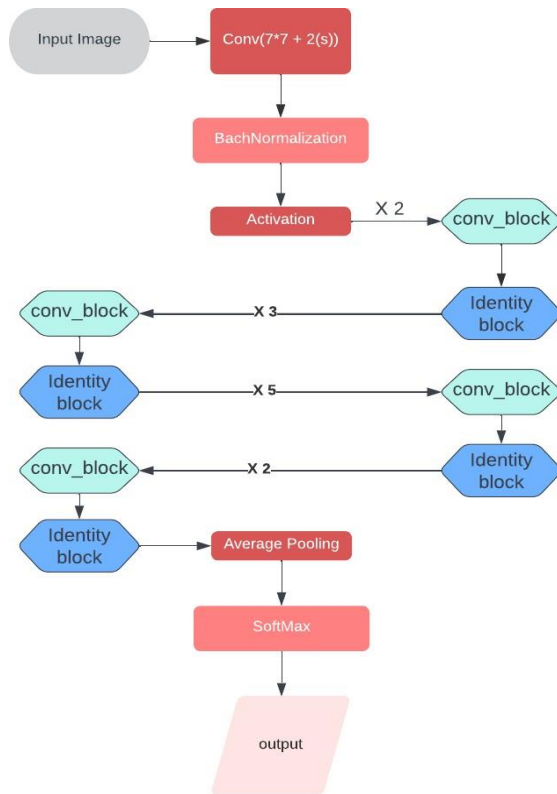 Input Image
Conv(7*7 + 2(s))
BachNormalization
Activation
X 2
conv_block
Identity
block
X 3
conv_block
Identity
block
X 5
conv_block
Identity
block
X 2
conv_block
Identity
block
Average Pooling
SoftMax
output